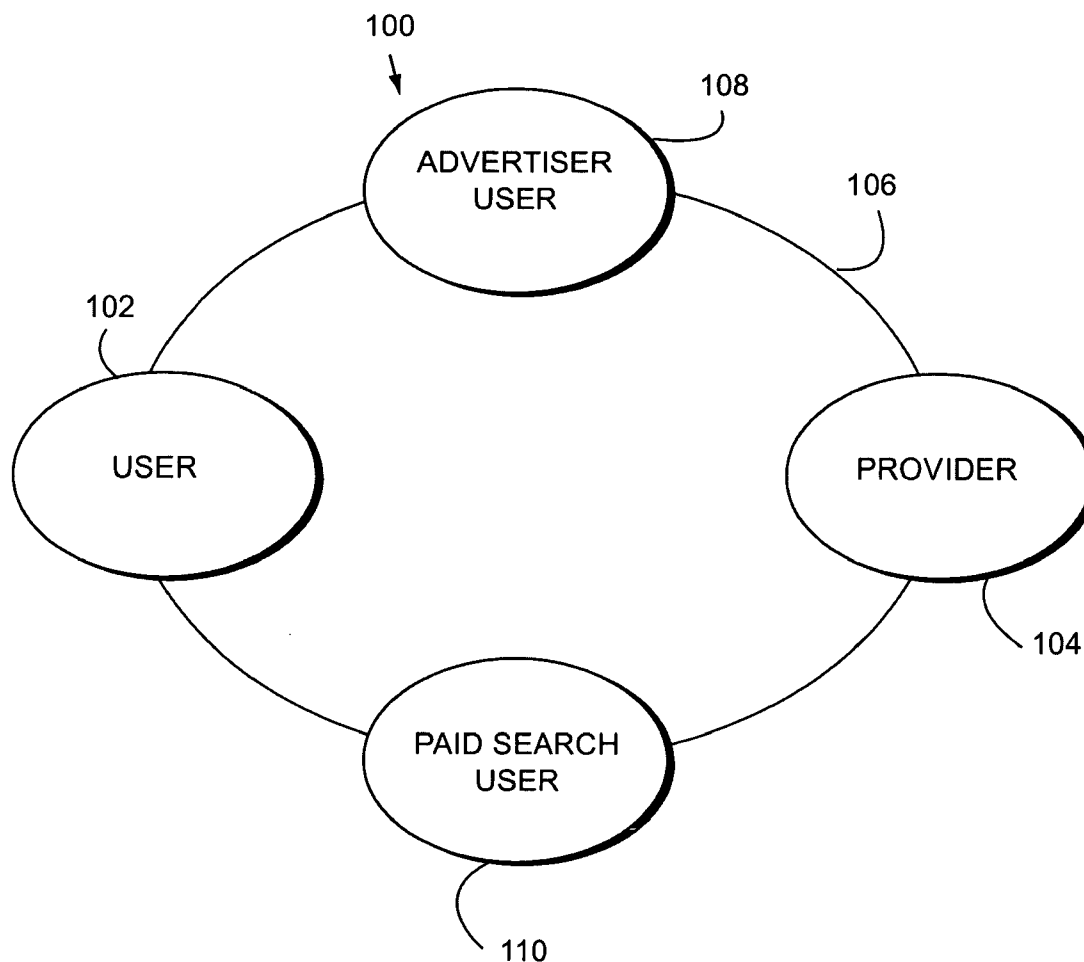 100
108
ADVERTISER
USER
106
102
USER
PROVIDER
104
PAID SEARCH
USER
110